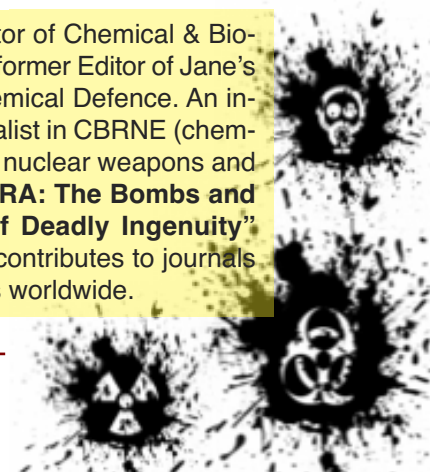 tor of Chemical & Bio-
former Editor of Jane's
emical Defence. An in-
alist in CBRNE (chem-
nuclear weapons and
RA: The Bombs and
f Deadly Ingenuity”
contributes to journals
s worldwide.